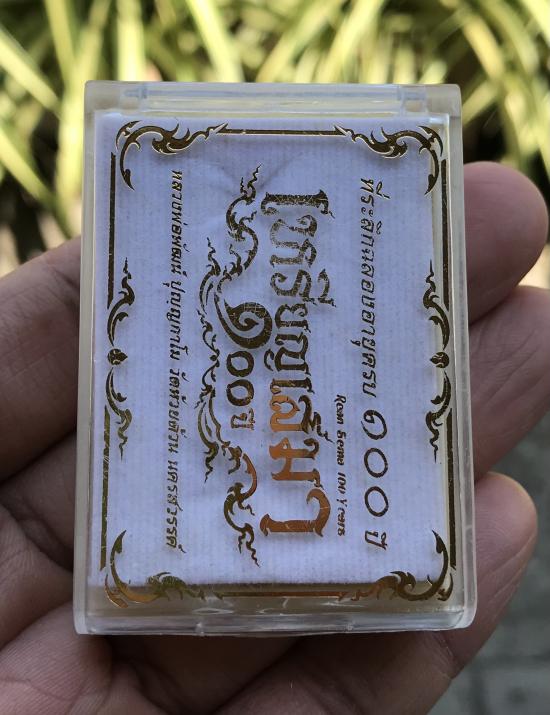 ที่ระลึกฉลองอายุครบ ๑๐๐ ปี
Rean Sema 100 Years
เหรียญเสมา
๑๐๐ ปี
หลวงพ่อพัฒน์ ปุญฺญกาโม วัดห้วยด้วน นครสวรรค์